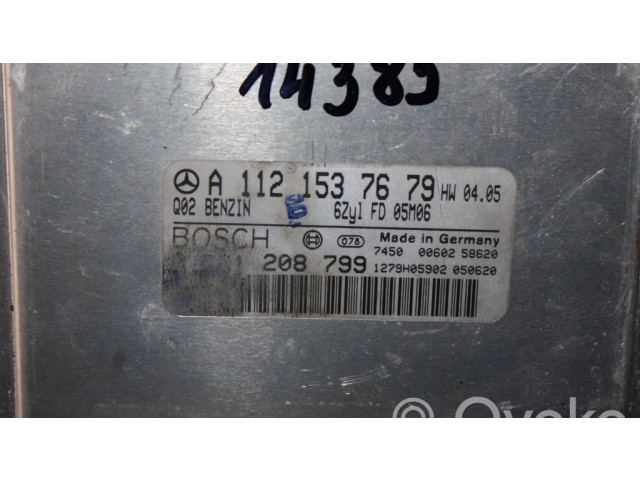 14389
A 112 153 76 79 HW 04.05
Q02 BENZIN 6Zyl FD 05M06
BOSCH 078 Made in Germany
7450 00602 58620
208 799 1279H05902 050620